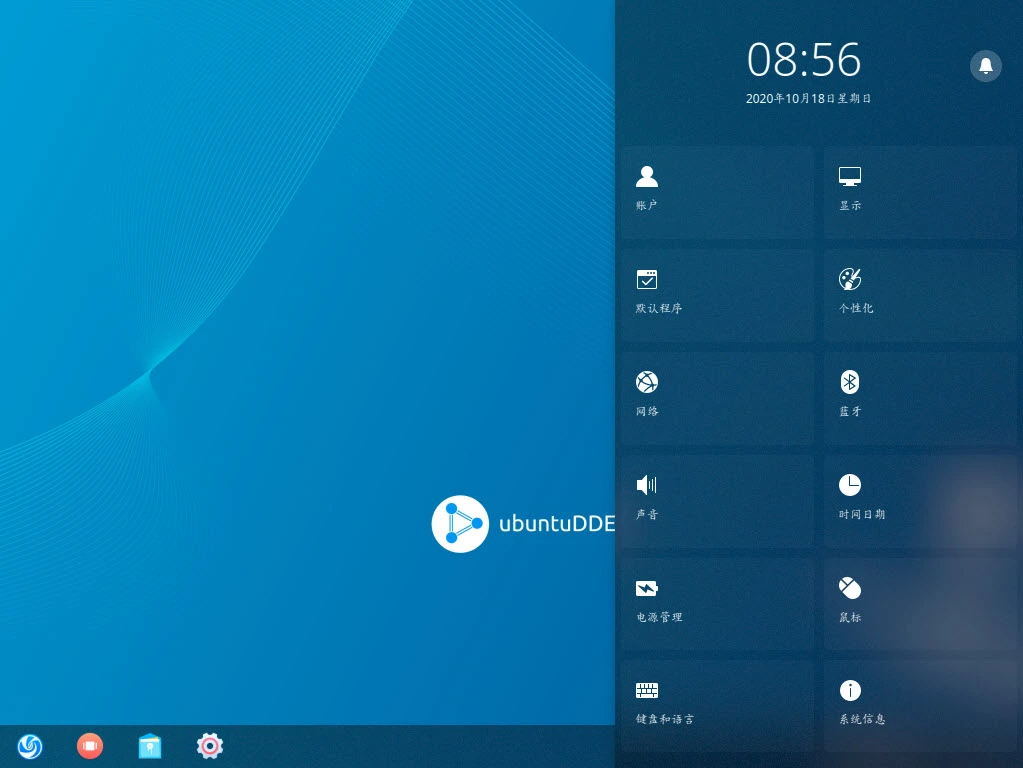 08:56
2020年10月18日星期日
账户
显示
默认程序
个性化
网络
蓝牙
ubuntuDDE
声音
时间日期
电源管理
鼠标
键盘和语言
系统信息